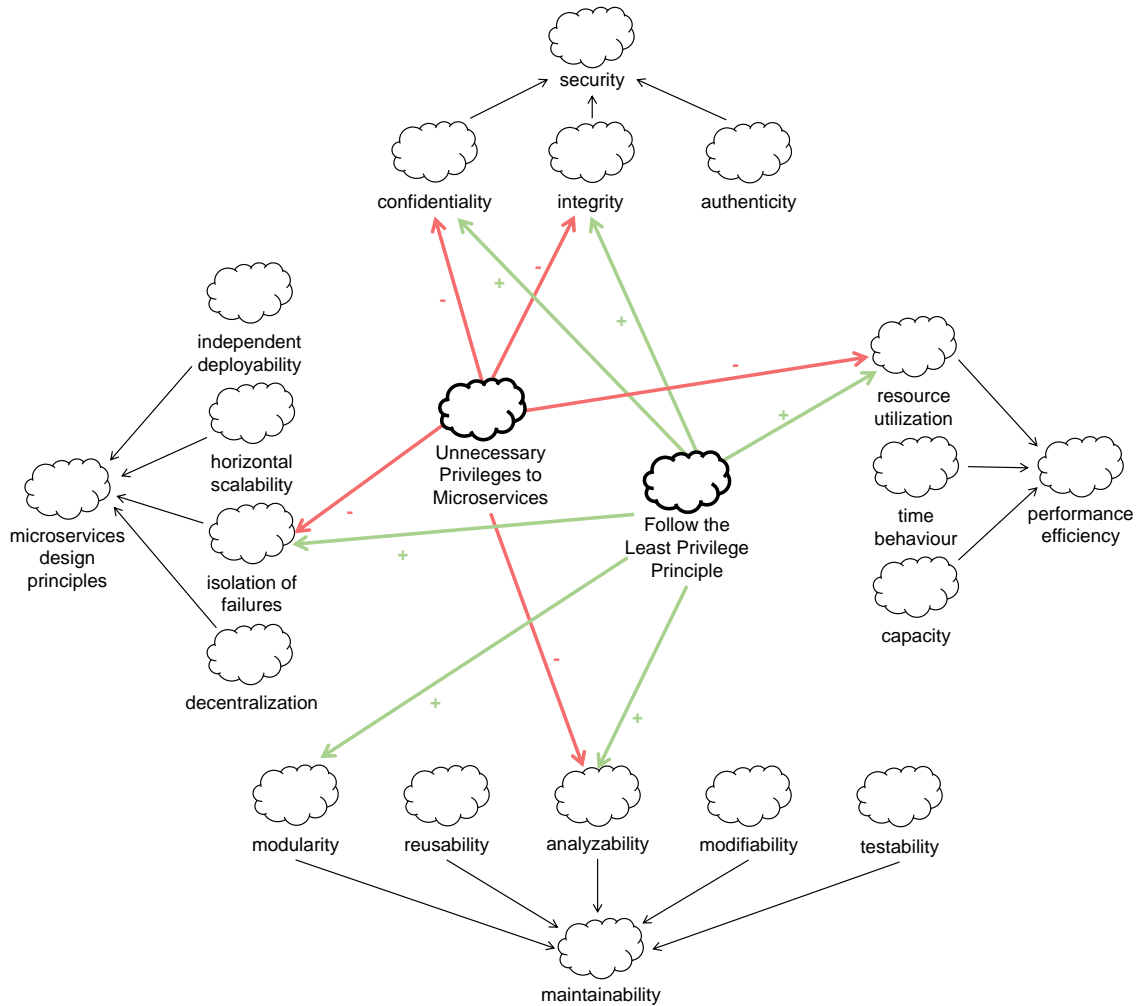 security
confidentiality
integrity
authenticity
-
-
+
+
independent
deployability
-
resource
utilization
+
horizontal
scalability
Unnecessary
Privileges to
Microservices
microservices
design
principles
-
+
Follow the
Least Privilege
Principle
time
behaviour
performance
efficiency
isolation of
failures
capacity
-
decentralization
+
+
modularity
reusability
analyzability
modifiability
testability
maintainability